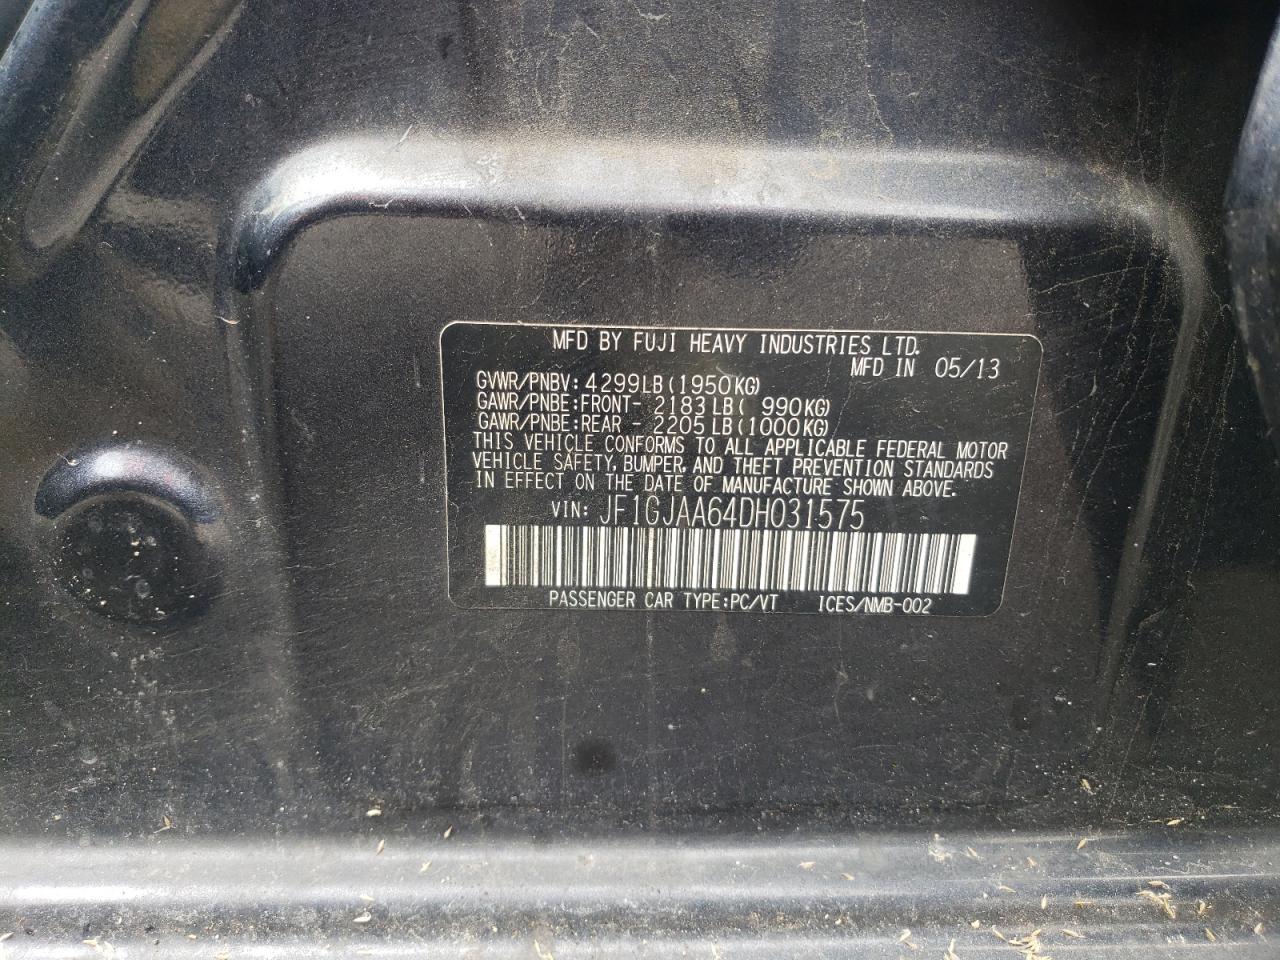 MFD BY FUJI HEAVY INDUSTRIES LTD.
MFD IN 05/13
GVWR/PNBV: 4299LB (1950KG)
GAWR/PNBE:FRONT- 2183LB( 990KG)
GAWR/PNBE:REAR - 2205LB(1000KG)
THIS VEHICLE CONFORMS TO ALL APPLICABLE FEDERAL MOTOR
VEHICLE SAFETY, BUMPER, AND THEFT PREVENTION STANDARDS
IN EFFECT ON THE DATE OF MANUFACTURE SHOWN ABOVE.
VIN: JF1GJAA64DH031575
PASSENGER CAR TYPE:PC/VT ICES/NMB-002